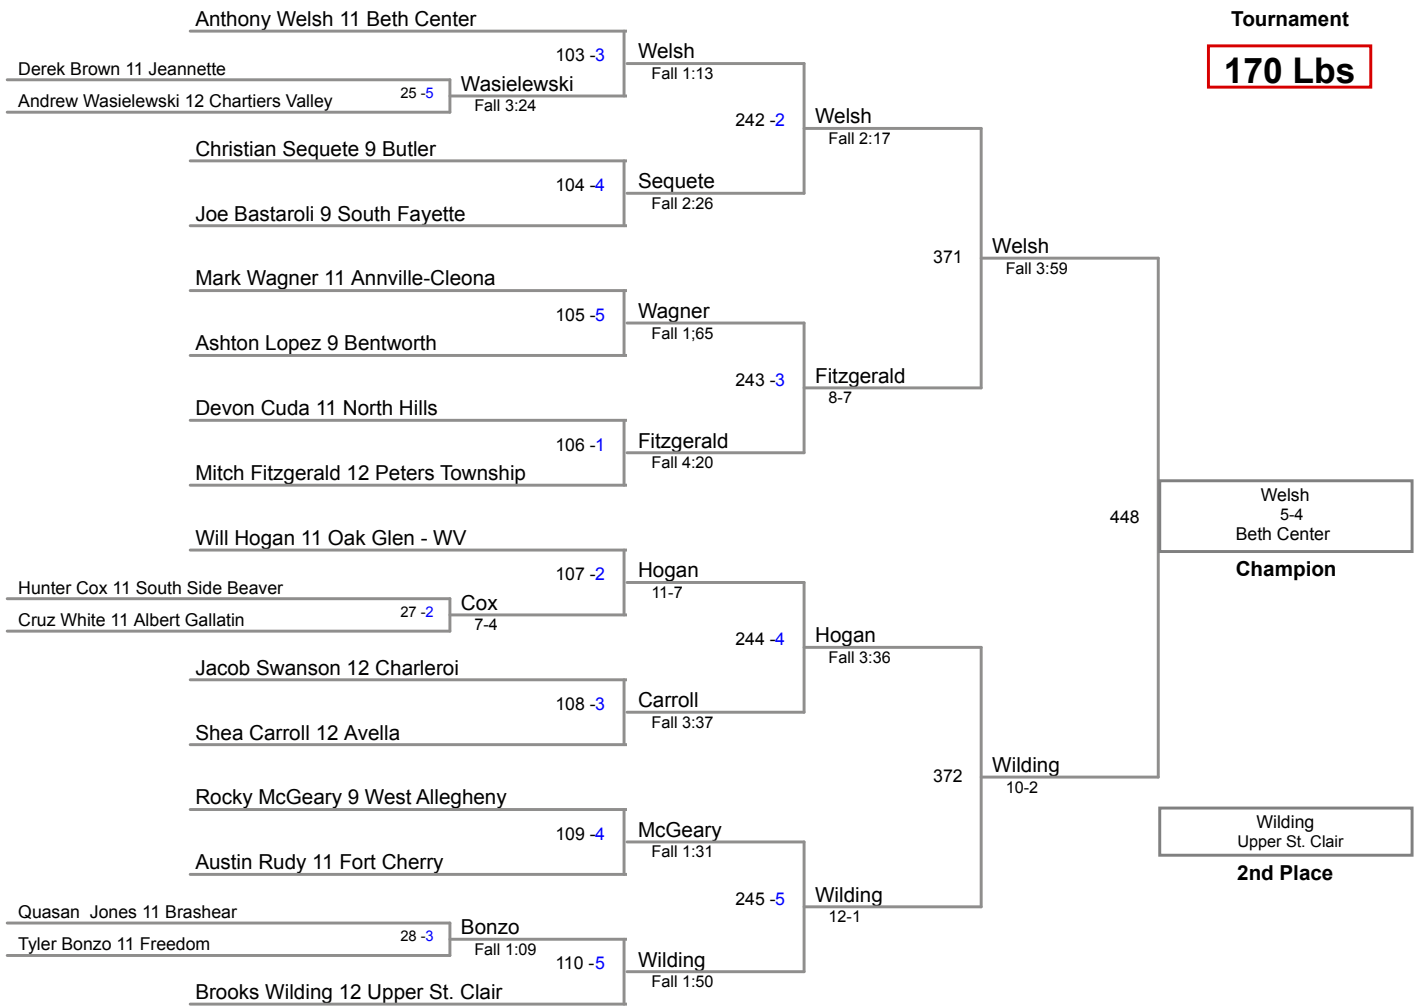 Anthony Welsh 11 Beth Center
Tournament
103 -3
Welsh
Fall 1:13
170 Lbs
Derek Brown 11 Jeannette
25 -5
Wasielewski
Fall 3:24
Andrew Wasielewski 12 Chartiers Valley
242 -2
Welsh
Fall 2:17
Christian Sequete 9 Butler
104 -4
Sequete
Fall 2:26
Joe Bastaroli 9 South Fayette
371
Welsh
Fall 3:59
Mark Wagner 11 Annville-Cleona
105 -5
Wagner
Fall 1;65
Ashton Lopez 9 Bentworth
243 -3
Fitzgerald
8-7
Devon Cuda 11 North Hills
106 -1
Fitzgerald
Fall 4:20
Mitch Fitzgerald 12 Peters Township
448
Welsh
5-4
Beth Center
Champion
Will Hogan 11 Oak Glen - WV
107 -2
Hogan
11-7
Hunter Cox 11 South Side Beaver
27 -2
Cox
7-4
Cruz White 11 Albert Gallatin
244 -4
Hogan
Fall 3:36
Jacob Swanson 12 Charleroi
108 -3
Carroll
Fall 3:37
Shea Carroll 12 Avella
372
Wilding
10-2
Rocky McGeary 9 West Allegheny
109 -4
McGeary
Fall 1:31
Austin Rudy 11 Fort Cherry
Wilding
Upper St. Clair
2nd Place
245 -5
Wilding
12-1
Quasan  Jones 11 Brashear
28 -3
Bonzo
Fall 1:09
Tyler Bonzo 11 Freedom
110 -5
Wilding
Fall 1:50
Brooks Wilding 12 Upper St. Clair